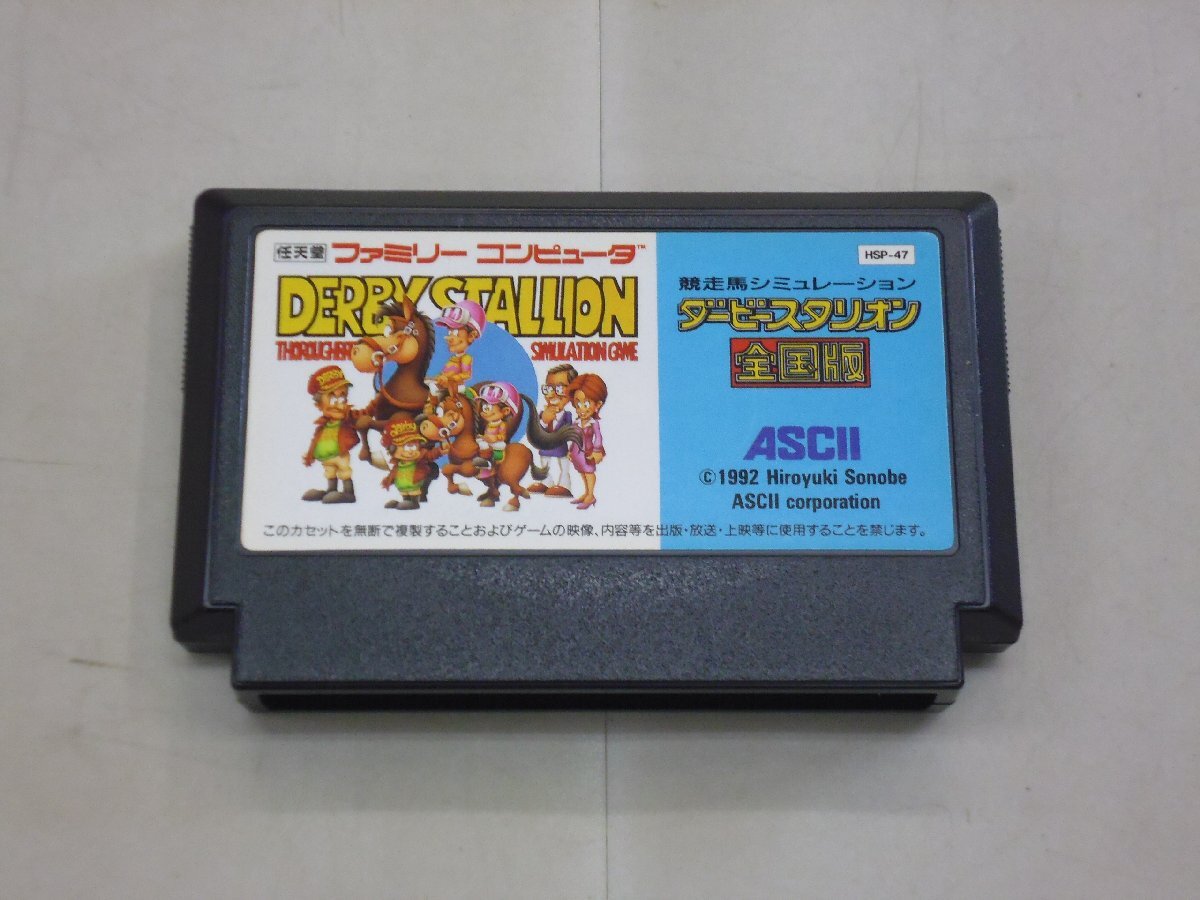 任天堂 ファミリー コンピュータ™
DERBY STALLION
SIMULATION GAME
HSP-47
競走馬シミュレーション
ダービースタリオン
全国版
ASCII
©1992 Hiroyuki Sonobe
ASCII corporation
このカセットを無断で複製することおよびゲームの映像、内容等を出版・放送・上映等に使用することを禁じます。